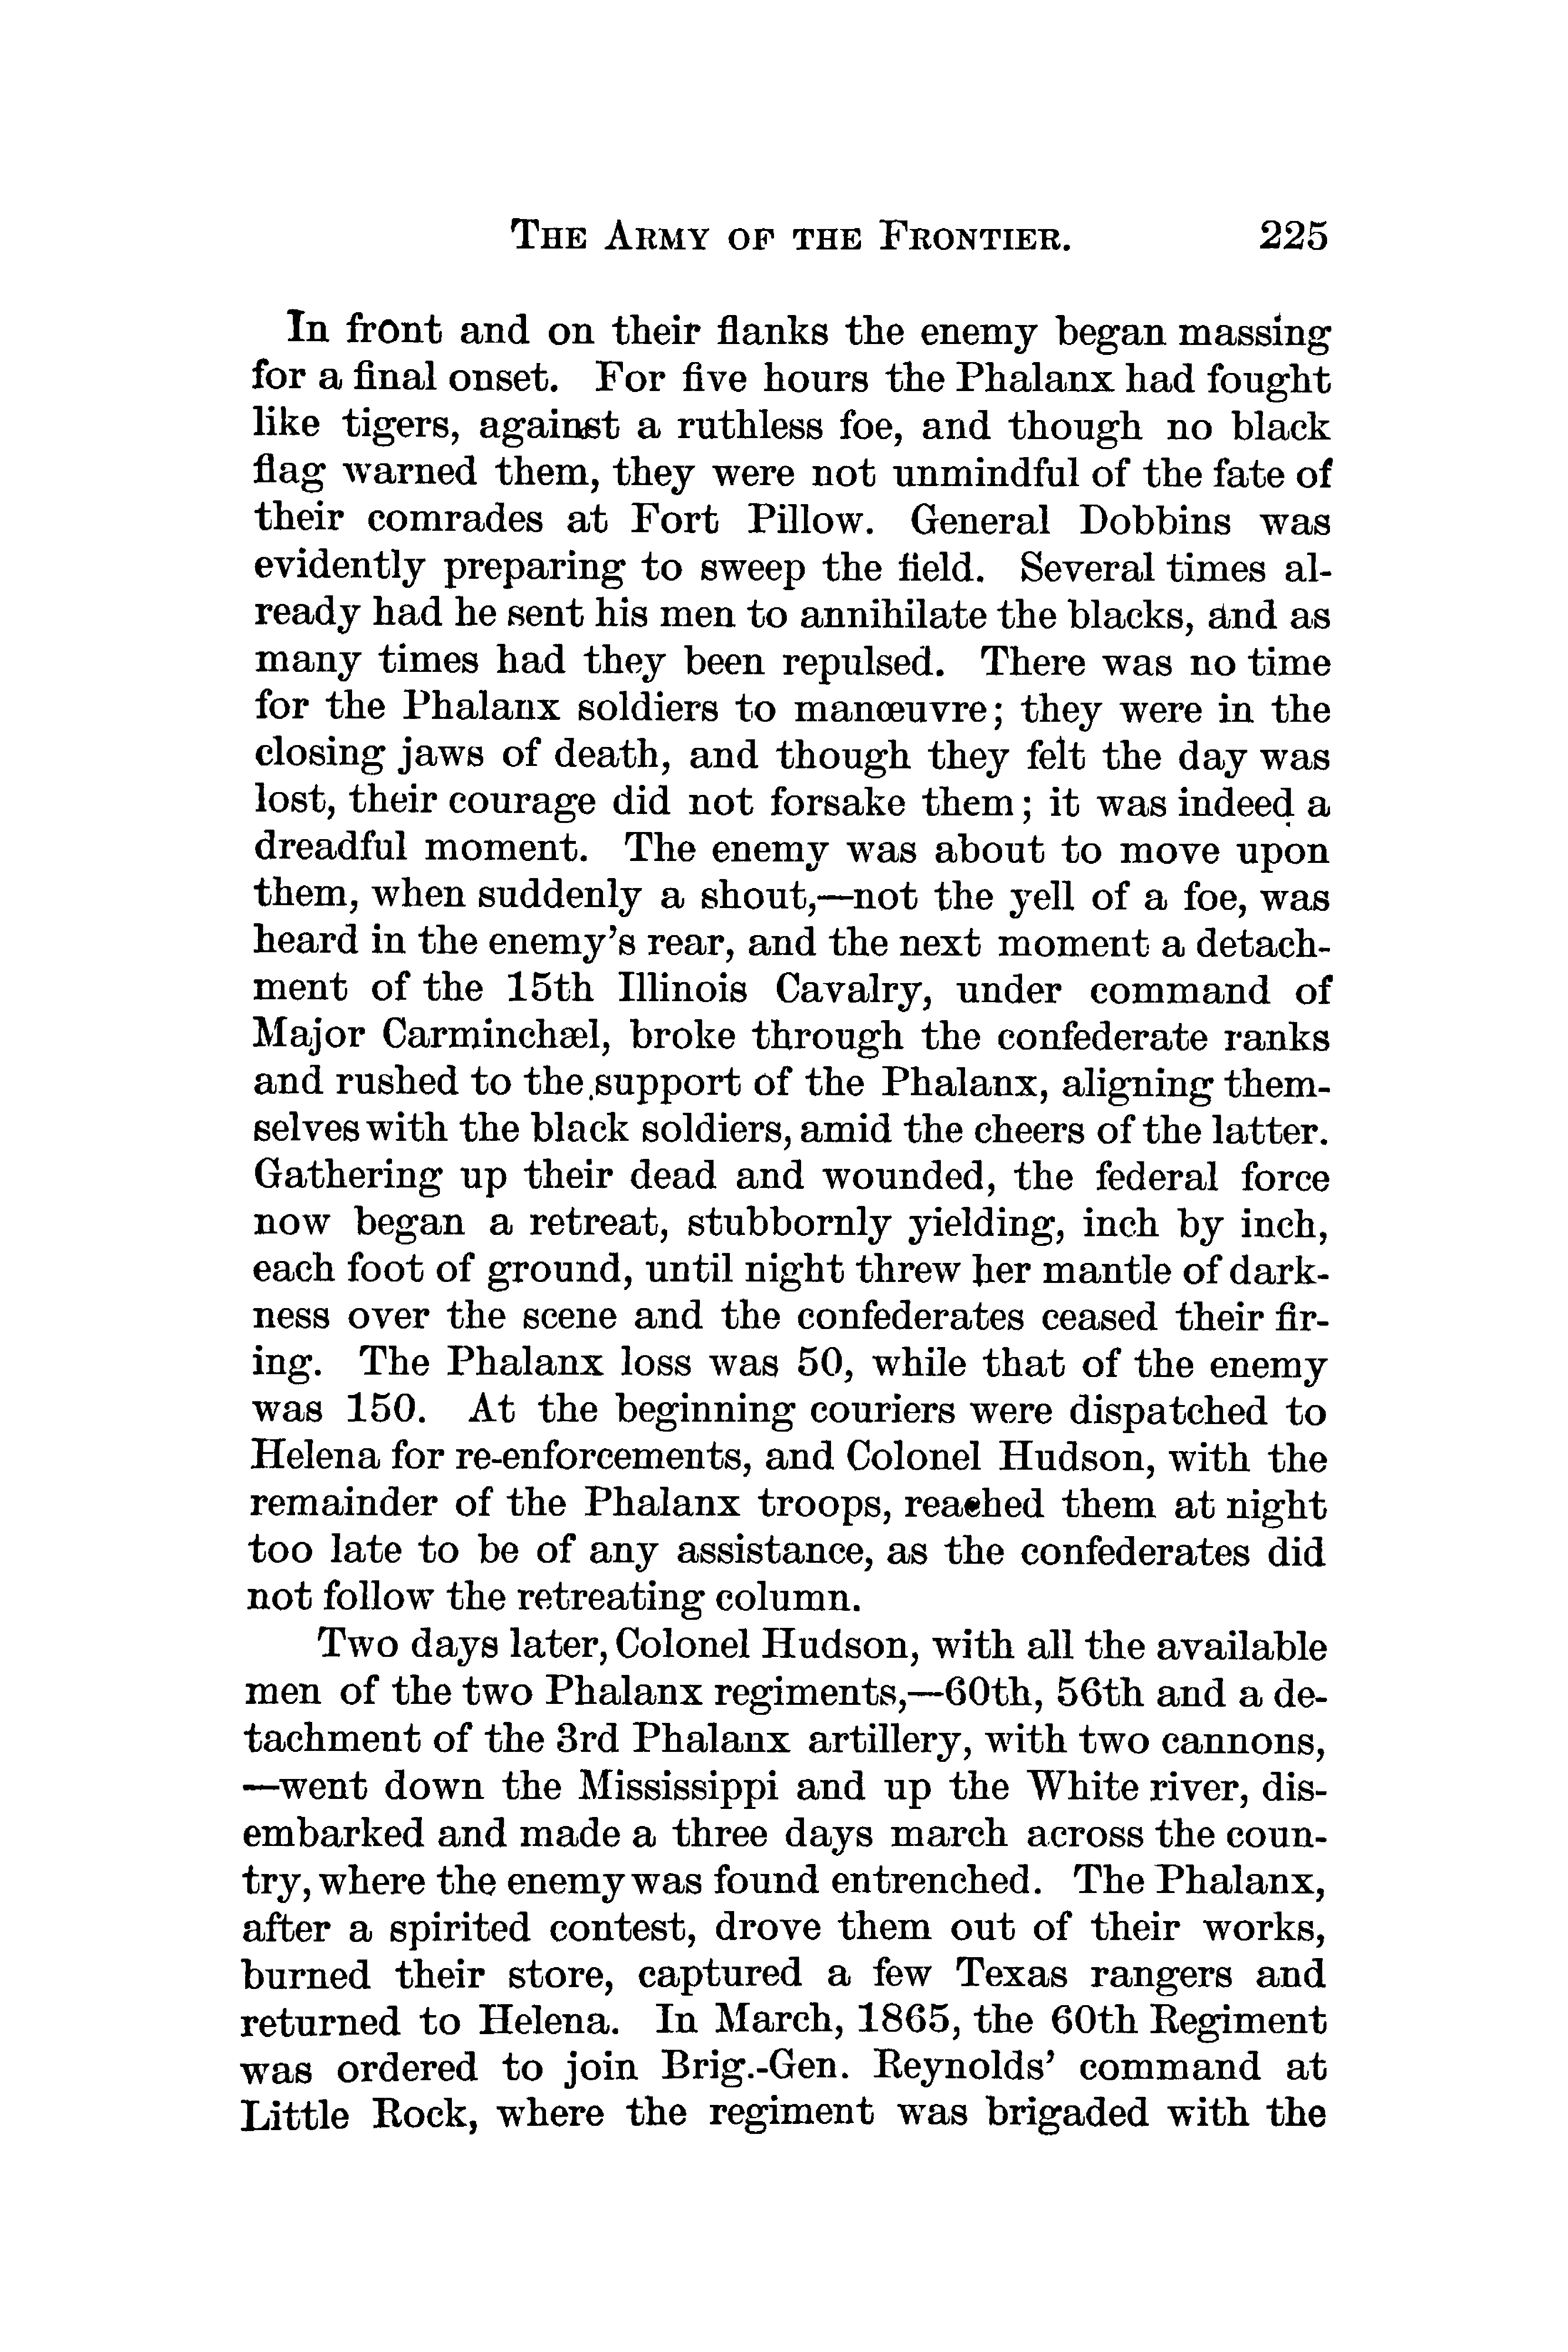 THE ARMY OF THE FRONTIER. 225
In front and on their flanks the enemy began massing
for a final onset. For five hours the Phalanx had fought
like tigers, against a ruthless foe, and though no black
flag warned them, they were not unmindful of the fate of
their comrades at Fort Pillow. General Dobbins was
evidently preparing to sweep the field. Several times al-
ready had he sent his men to annihilate the blacks, and as
many times had they been repulsed. There was no time
for the Phalanx soldiers to manœuvre; they were in the
closing jaws of death, and though they felt the day was
lost, their courage did not forsake them; it was indeed a
dreadful moment. The enemy was about to move upon
them, when suddenly a shout,—not the yell of a foe, was
heard in the enemy's rear, and the next moment a detach-
ment of the 15th Illinois Cavalry, under command of
Major Carminchæl, broke through the confederate ranks
and rushed to the support of the Phalanx, aligning them-
selves with the black soldiers, amid the cheers of the latter.
Gathering up their dead and wounded, the federal force
now began a retreat, stubbornly yielding, inch by inch,
each foot of ground, until night threw her mantle of dark-
ness over the scene and the confederates ceased their fir-
ing. The Phalanx loss was 50, while that of the enemy
was 150. At the beginning couriers were dispatched to
Helena for re-enforcements, and Colonel Hudson, with the
remainder of the Phalanx troops, reached them at night
too late to be of any assistance, as the confederates did
not follow the retreating column.
Two days later, Colonel Hudson, with all the available
men of the two Phalanx regiments,—60th, 56th and a de-
tachment of the 3rd Phalanx artillery, with two cannons,
—went down the Mississippi and up the White river, dis-
embarked and made a three days march across the coun-
try, where the enemy was found entrenched. The Phalanx,
after a spirited contest, drove them out of their works,
burned their store, captured a few Texas rangers and
returned to Helena. In March, 1865, the 60th Regiment
was ordered to join Brig.-Gen. Reynolds' command at
Little Rock, where the regiment was brigaded with the